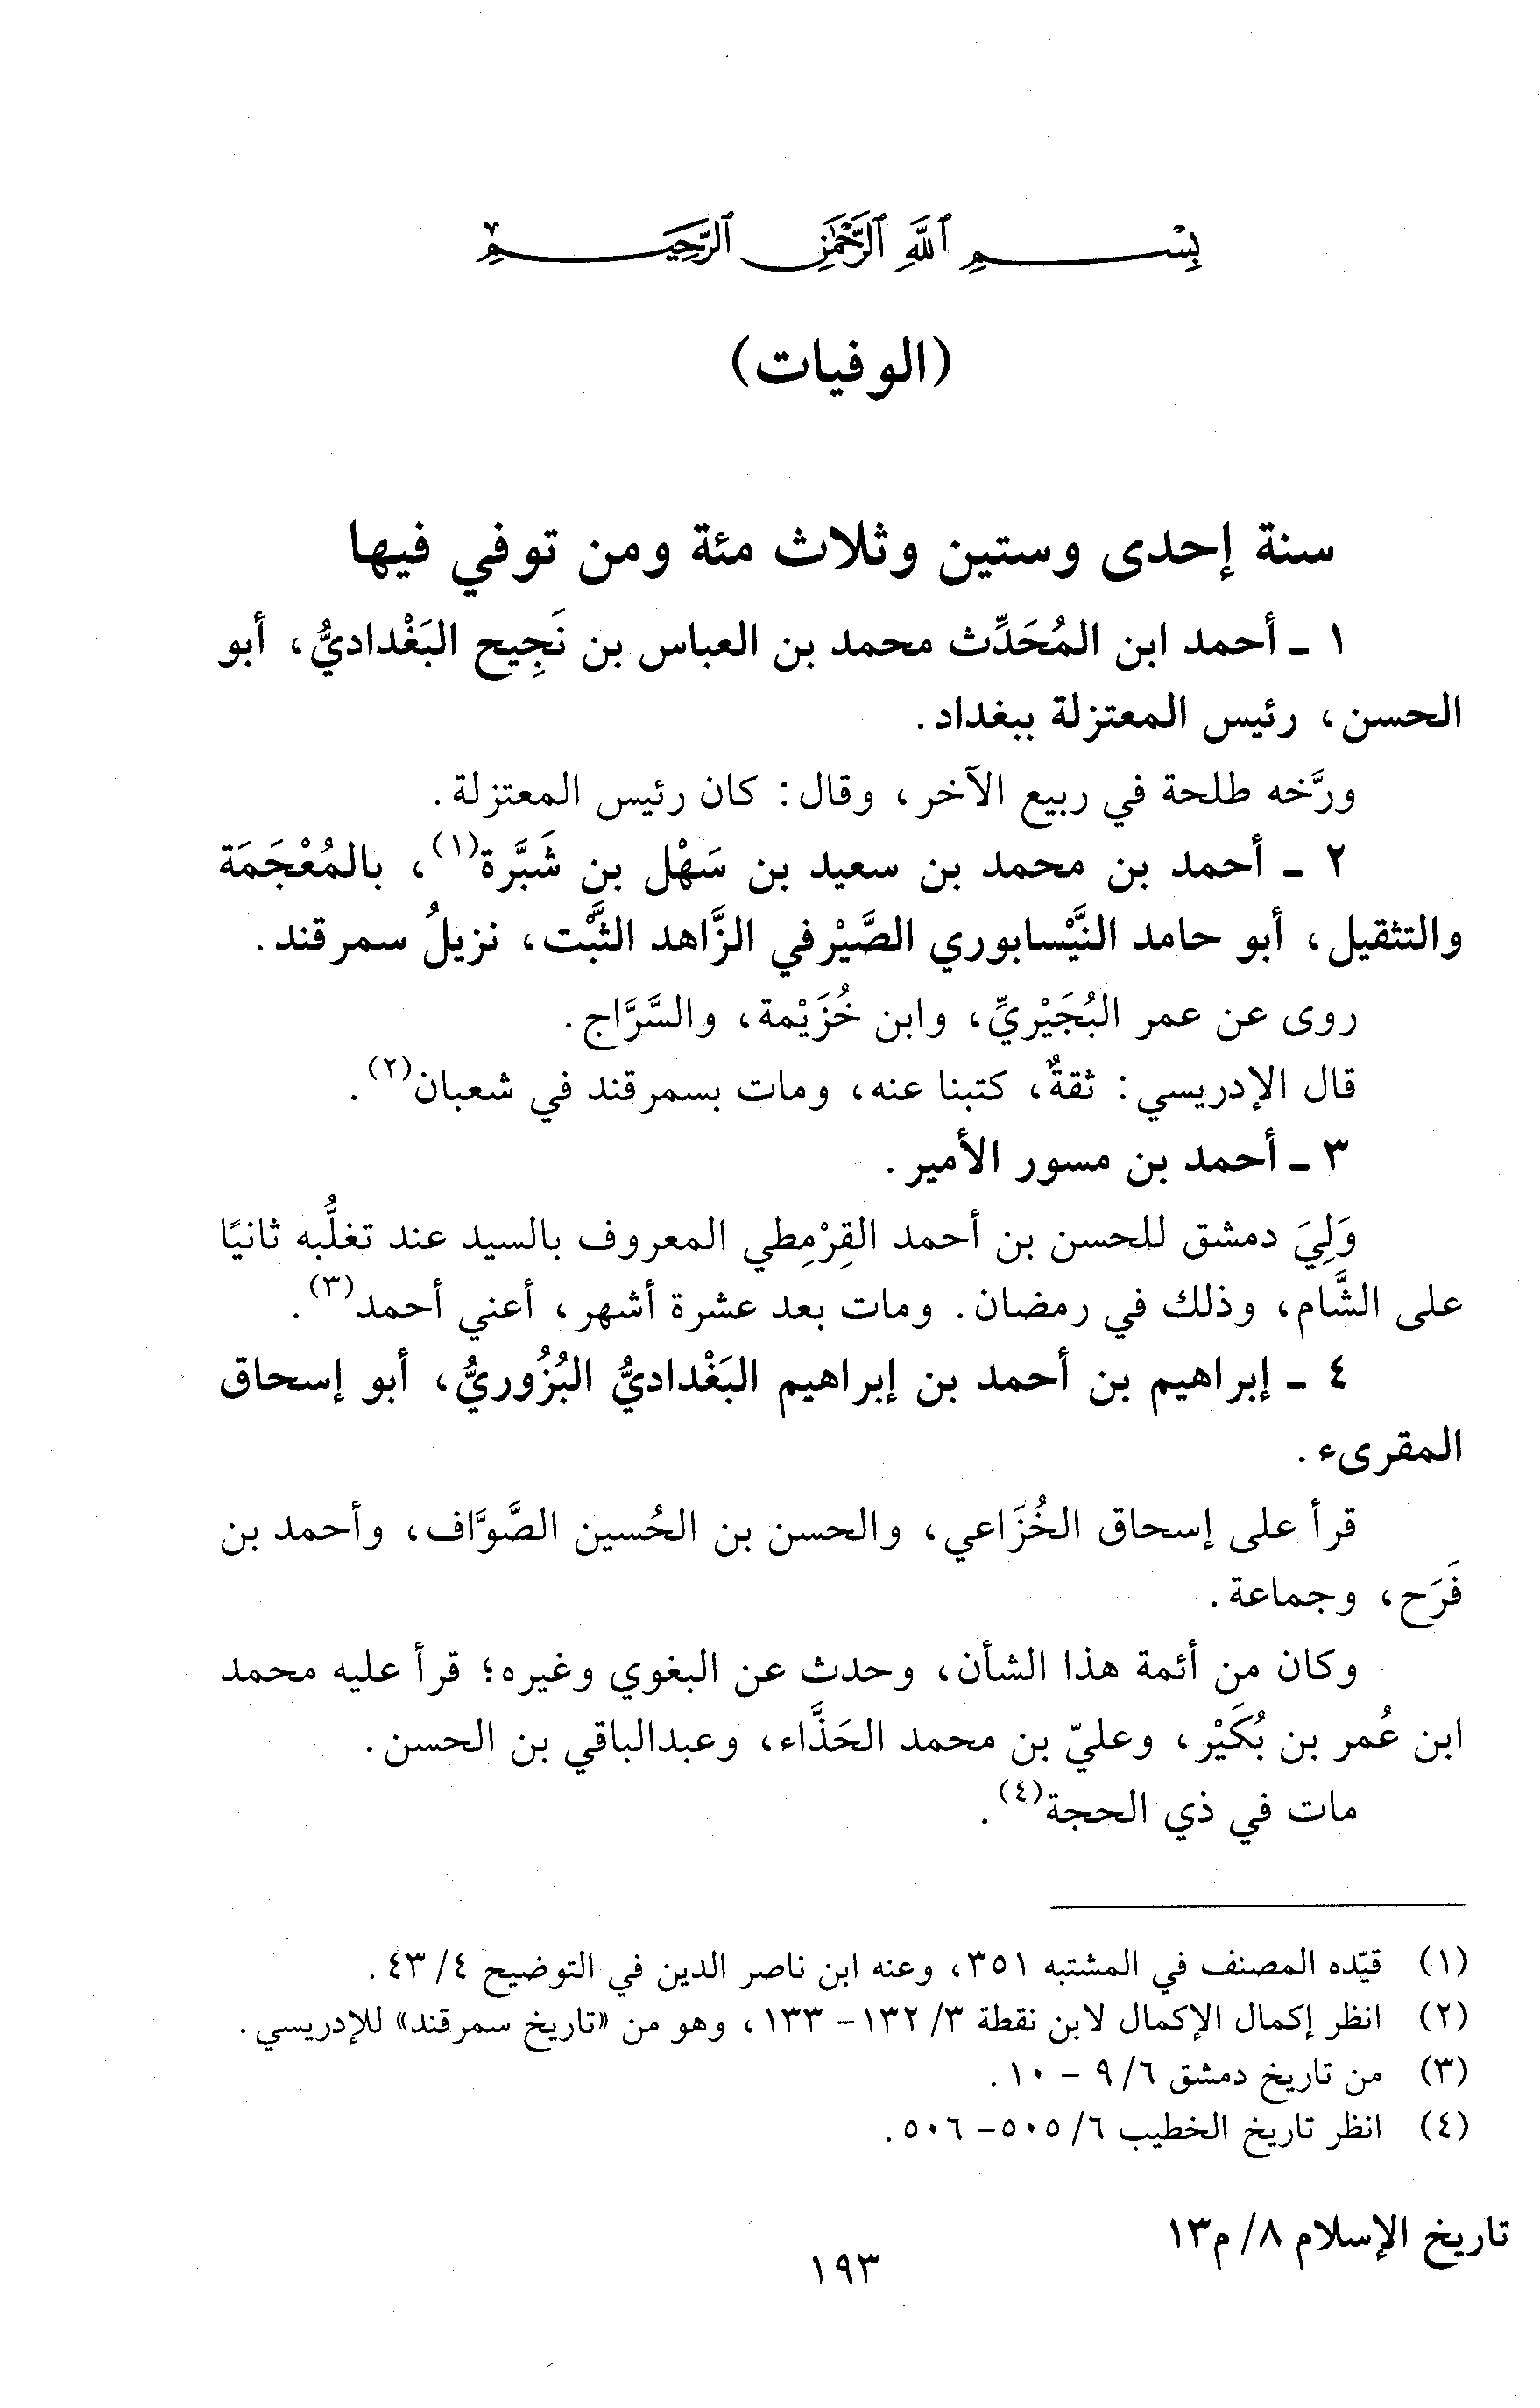 بِسْمِ ٱللَّهِ ٱلرَّحْمَٰنِ ٱلرَّحِيمِ
(الوفيات)
سنة إحدى وستين وثلاث مئة ومن توفي فيها
١ ـ أحمد ابن المُحَدِّث محمد بن العباس بن نَجِيح البَغْداديُّ، أبو
الحسن، رئيس المعتزلة ببغداد.
ورَّخه طلحة في ربيع الآخر، وقال: كان رئيس المعتزلة.
٢ ـ أحمد بن محمد بن سعيد بن سَهْل بن شَبَّرة(١)، بالمُعْجَمَة
والتثقيل، أبو حامد النَّيْسابوري الصَّيْرفي الزَّاهد الثَّبْت، نزيلُ سمرقند.
روى عن عمر البُجَيْريِّ، وابن خُزَيْمة، والسَّرَّاج.
قال الإدريسي: ثقةٌ، كتبنا عنه، ومات بسمرقند في شعبان(٢).
٣ ـ أحمد بن مسور الأمير.
وَلِيَ دمشق للحسن بن أحمد القِرْمِطي المعروف بالسيد عند تغلُّبه ثانيًا
على الشَّام، وذلك في رمضان. ومات بعد عشرة أشهر، أعني أحمد(٣).
٤ ـ إبراهيم بن أحمد بن إبراهيم البَغْداديُّ البُزُوريُّ، أبو إسحاق
المقرىء.
قرأ على إسحاق الخُزَاعي، والحسن بن الحُسين الصَّوَّاف، وأحمد بن
فَرَح، وجماعة.
وكان من أئمة هذا الشأن، وحدث عن البغوي وغيره؛ قرأ عليه محمد
ابن عُمر بن بُكَيْر، وعليّ بن محمد الحَذَّاء، وعبدالباقي بن الحسن.
مات في ذي الحجة(٤).
(١) قيّده المصنف في المشتبه ٣٥١، وعنه ابن ناصر الدين في التوضيح ٤/ ٤٣.
(٢) انظر إكمال الإكمال لابن نقطة ٣/ ١٣٢ - ١٣٣، وهو من «تاريخ سمرقند» للإدريسي.
(٣) من تاريخ دمشق ٦/ ٩ - ١٠.
(٤) انظر تاريخ الخطيب ٦/ ٥٠٥- ٥٠٦.
تاريخ الإسلام ٨/ م١٣
١٩٣